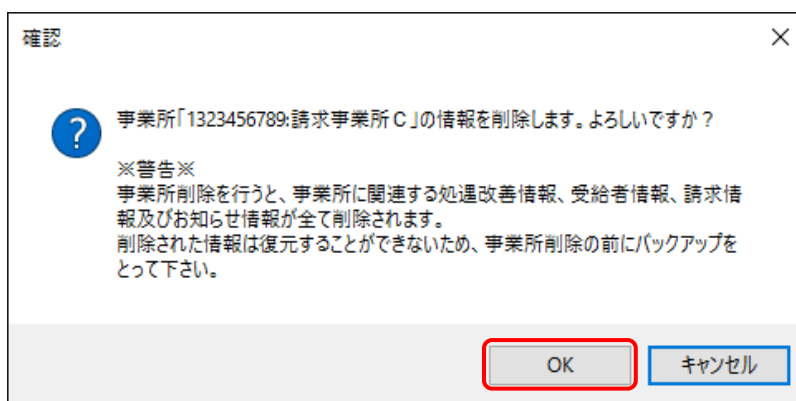 確認
事業所「1323456789:請求事業所Ｃ」の情報を削除します。よろしいですか？
※警告※
事業所削除を行うと、事業所に関連する処遇改善情報、受給者情報、請求情
報及びお知らせ情報が全て削除されます。
削除された情報は復元することができないため、事業所削除の前にバックアップを
とって下さい。
OK
キャンセル